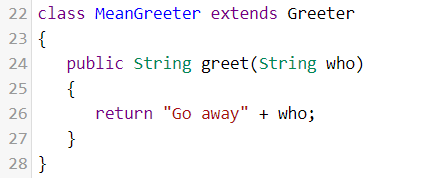 22 class MeanGreeter extends Greeter
23 {
24    public String greet(String who)
25    {
26       return "Go away" + who;
27    }
28 }